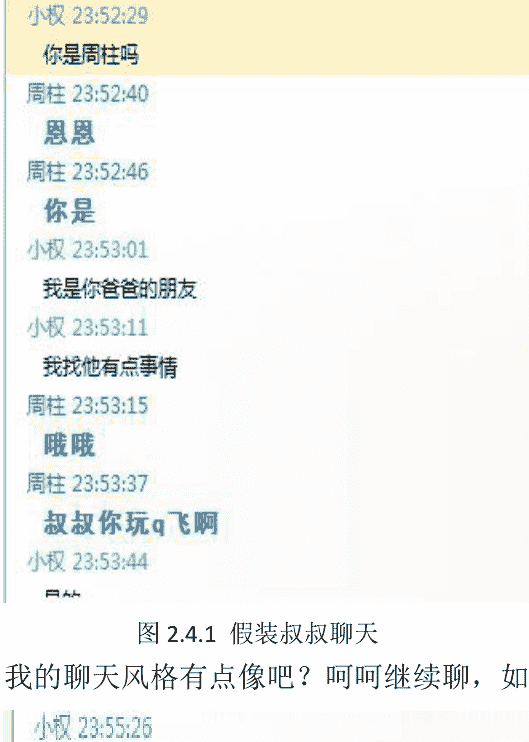 小权 23:52:29
你是周柱吗
周柱 23:52:40
恩恩
周柱 23:52:46
你是
小权 23:53:01
我是你爸爸的朋友
小权 23:53:11
我找他有点事情
周柱 23:53:15
哦哦
周柱 23:53:37
叔叔你玩q飞啊
小权 23:53:44
图 2.4.1 假装叔叔聊天
我的聊天风格有点像吧？呵呵继续聊，如
小权 23:55:26